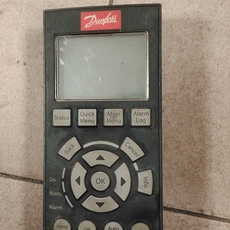 Danfoss
Status
Quick Menu
Main Menu
Alarm Log
Back
Cancel
Info
OK
On
Warn.
Alarm